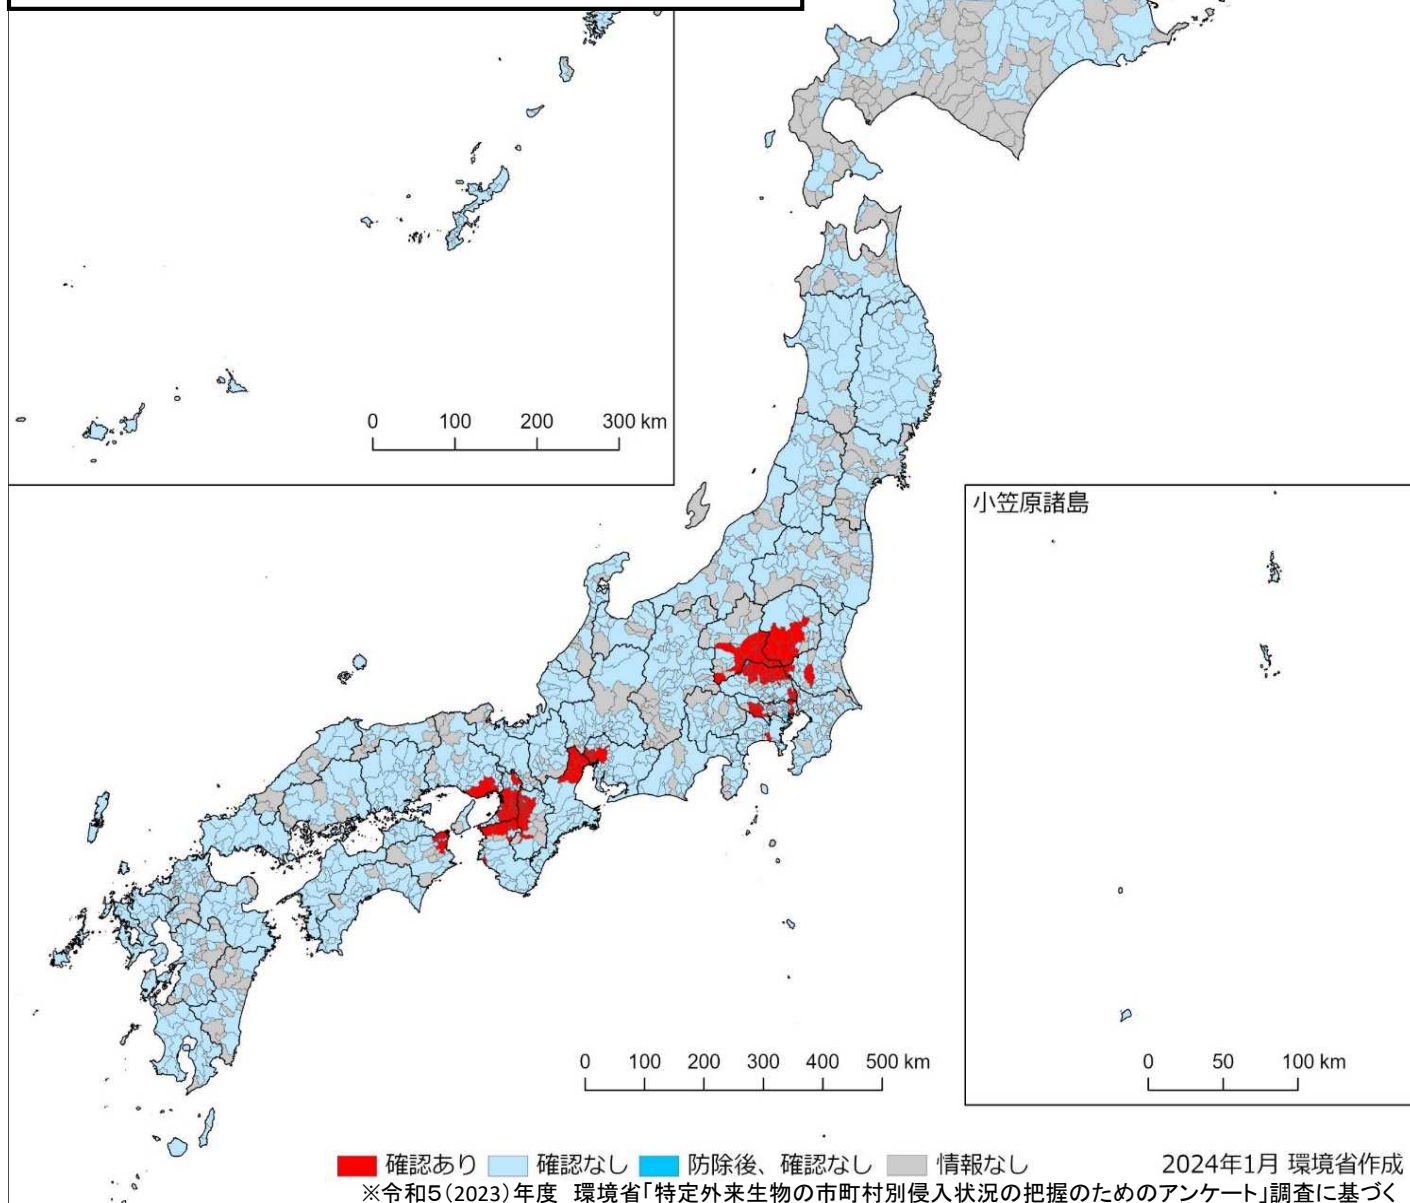 0 100 200 300 km
小笠原諸島
0 50 100 km
0 100 200 300 400 500 km
確認あり 確認なし 防除後、確認なし 情報なし 2024年1月 環境省作成
※令和5(2023)年度 環境省「特定外来生物の市町村別侵入状況の把握のためのアンケート」調査に基づく